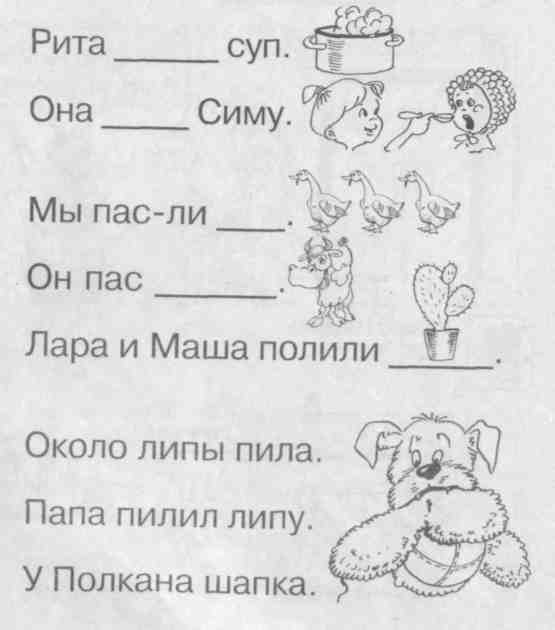 Рита ______ суп.
Она _____ Симу.
Мы пас-ли ____.
Он пас _______.
Лара и Маша полили ______.
Около липы пила.
Папа пилил липу.
У Полкана шапка.